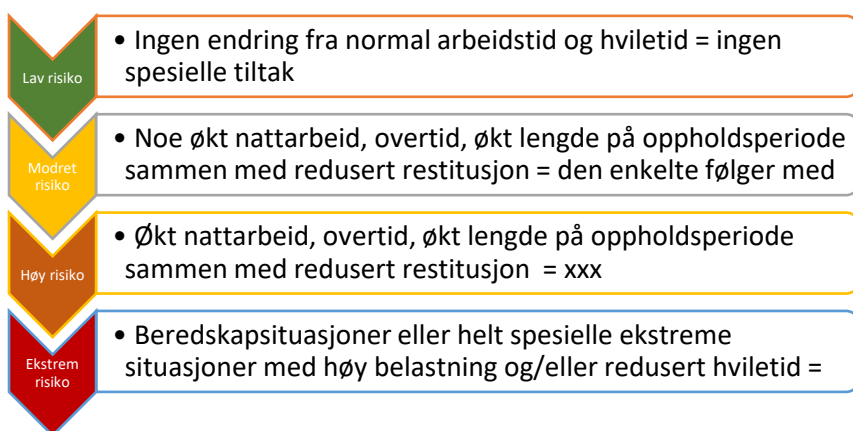 Lav risiko
• Ingen endring fra normal arbeidstid og hviletid = ingen
spesielle tiltak
Modret
risiko
• Noe økt nattarbeid, overtid, økt lengde på oppholdsperiode
sammen med redusert restitusjon = den enkelte følger med
Høy risiko
• Økt nattarbeid, overtid, økt lengde på oppholdsperiode
sammen med redusert restitusjon = xxx
Ekstrem
risiko
• Beredskapsituasjoner eller helt spesielle ekstreme
situasjoner med høy belastning og/eller redusert hviletid =